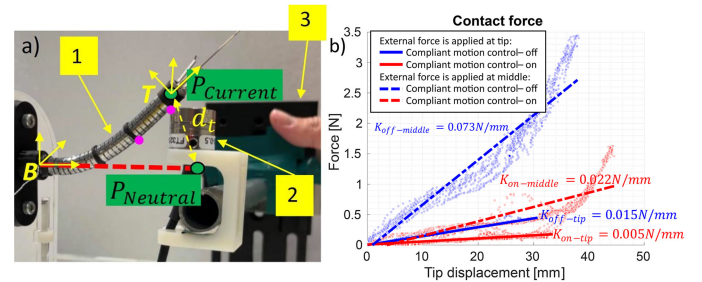 a)
1
3
T
P_Current
d_t
B
P_Neutral
2
b)
Contact force
External force is applied at tip:
Compliant motion control– off
Compliant motion control– on
External force is applied at middle:
Compliant motion control– off
Compliant motion control– on
Force [N]
3.5
3
2.5
2
1.5
1
0.5
0
K_off−middle = 0.073N/mm
K_on−middle = 0.022N/mm
K_off−tip = 0.015N/mm
K_on−tip = 0.005N/mm
0 10 20 30 40 50
Tip displacement [mm]